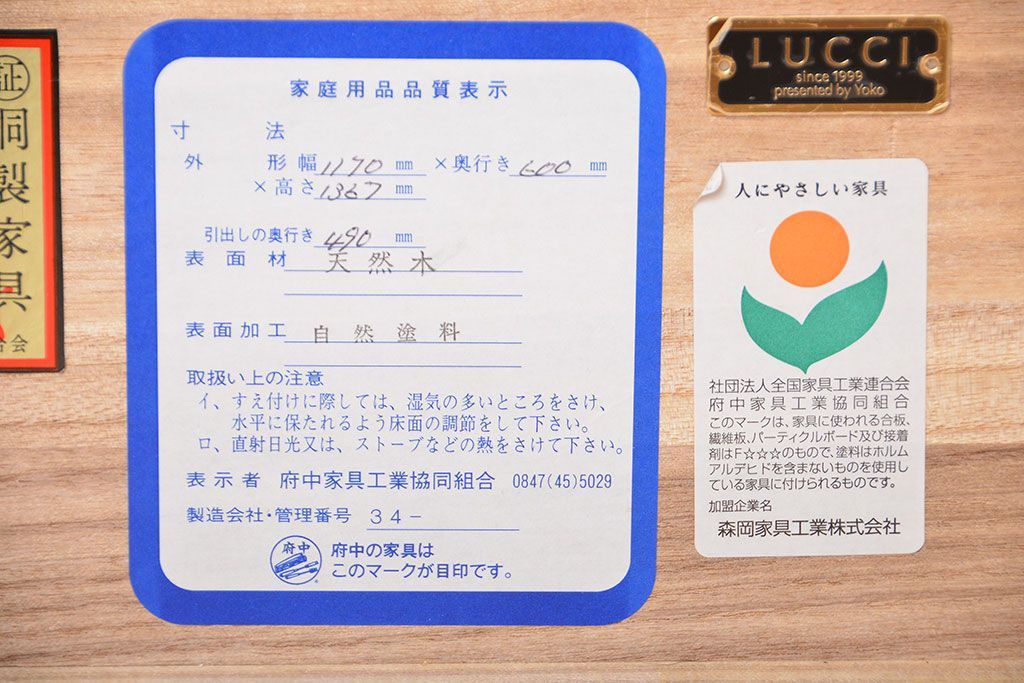 証
桐
製
家
具
合会
家庭用品品質表示
寸 法
外 形幅 1170 mm ×奥行き 600 mm
×高さ 1367 mm
引出しの奥行き 490 mm
表面材 天然木
表面加工 自然塗料
取扱い上の注意
イ、すえ付けに際しては、湿気の多いところをさけ、
水平に保たれるよう床面の調節をして下さい。
ロ、直射日光又は、ストーブなどの熱をさけて下さい。
表示者 府中家具工業協同組合 0847(45)5029
製造会社・管理番号 34-
府中
府中の家具は
このマークが目印です。
LUCCI
since 1999
presented by Yoko
人にやさしい家具
社団法人全国家具工業連合会
府中家具工業協同組合
このマークは、家具に使われる合板、
繊維板、パーティクルボード及び接着
剤はF☆☆☆のもので、塗料はホルム
アルデヒドを含まないものを使用し
ている家具に付けられるものです。
加盟企業名
森岡家具工業株式会社